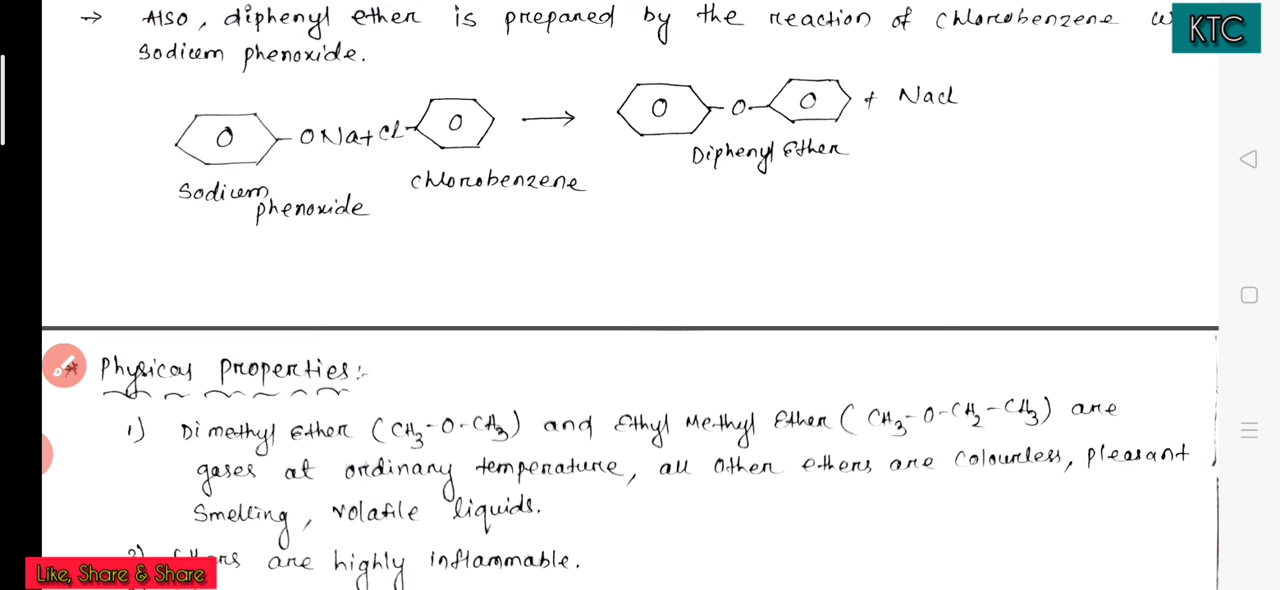 → Also, diphenyl ether is prepared by the reaction of chlorobenzene
KTC
Sodium phenoxide.
O -ONa+Cl- O → O -O- O + NaCl
Diphenyl Ether
Sodium phenoxide
Chlorobenzene
Physical Properties:-
1) Dimethyl Ether (CH3-O-CH3) and Ethyl Methyl Ether (CH3-O-CH2-CH3) are
gases at ordinary temperature, all other ethers are colourless, pleasant
Smelling, volatile liquids.
are highly inflammable.
Like, Share & Share